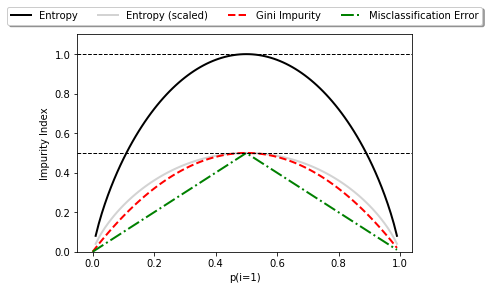 Entropy Entropy (scaled) Gini Impurity Misclassification Error
1.0
0.8
0.6
0.4
0.2
0.0
Impurity Index
0.0 0.2 0.4 0.6 0.8 1.0
p(i=1)